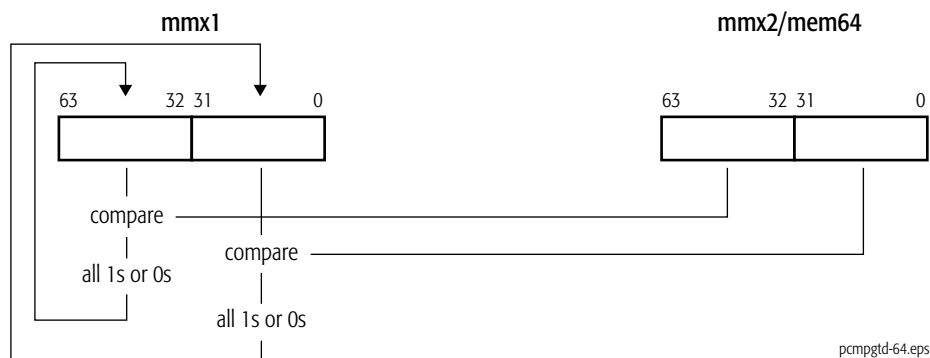 mmx1 mmx2/mem64
63 32 31 0 63 32 31 0
compare
compare
all 1s or 0s
all 1s or 0s
pcmpgtd-64.eps